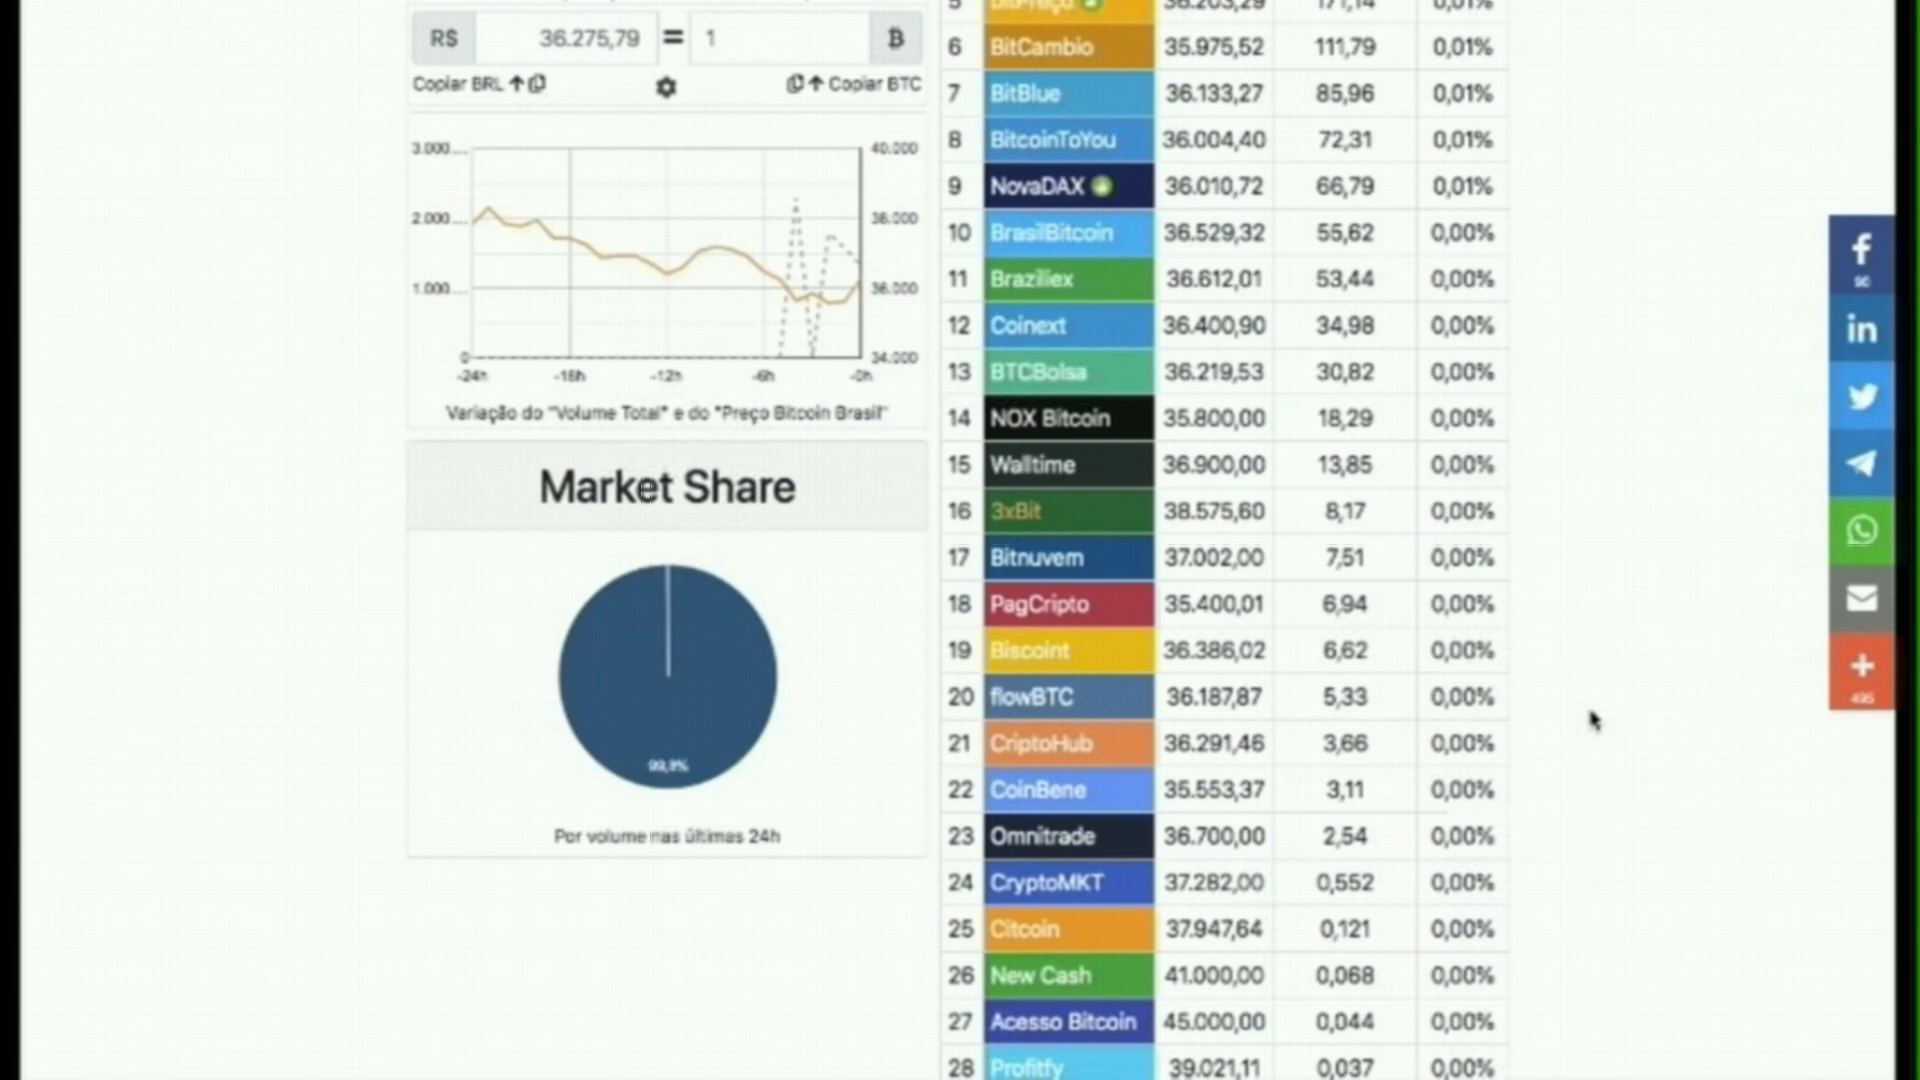 R$ 36.275,79 = 1 ₿
Copiar BRL Copiar BTC
3.000 40.000
2.000 38.000
1.000 36.000
0 34.000
-24h -18h -12h -6h -0h
Variação do "Volume Total" e do "Preço Bitcoin Brasil"
Market Share
99,9%
Por volume nas últimas 24h
5 BitPreço 36.203,29 171,14 0,01%
6 BitCambio 35.975,52 111,79 0,01%
7 BitBlue 36.133,27 85,96 0,01%
8 BitcoinToYou 36.004,40 72,31 0,01%
9 NovaDAX 36.010,72 66,79 0,01%
10 BrasilBitcoin 36.529,32 55,62 0,00%
11 Braziliex 36.612,01 53,44 0,00%
12 Coinext 36.400,90 34,98 0,00%
13 BTCBolsa 36.219,53 30,82 0,00%
14 NOX Bitcoin 35.800,00 18,29 0,00%
15 Walltime 36.900,00 13,85 0,00%
16 3xBit 38.575,60 8,17 0,00%
17 Bitnuvem 37.002,00 7,51 0,00%
18 PagCripto 35.400,01 6,94 0,00%
19 Biscoint 36.386,02 6,62 0,00%
20 flowBTC 36.187,87 5,33 0,00%
21 CriptoHub 36.291,46 3,66 0,00%
22 CoinBene 35.553,37 3,11 0,00%
23 Omnitrade 36.700,00 2,54 0,00%
24 CryptoMKT 37.282,00 0,552 0,00%
25 Citcoin 37.947,64 0,121 0,00%
26 New Cash 41.000,00 0,068 0,00%
27 Acesso Bitcoin 45.000,00 0,044 0,00%
28 Profitfy 39.021,11 0,037 0,00%
f
in
+
495